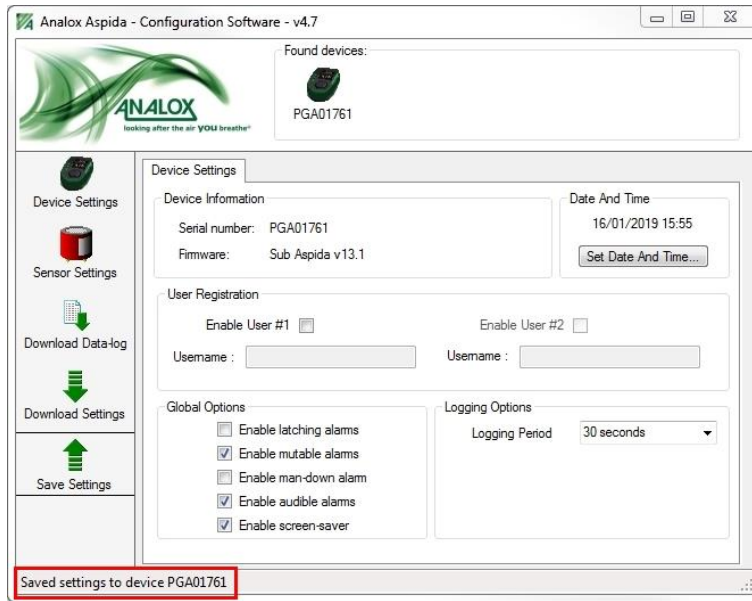 Analox Aspida - Configuration Software - v4.7
Found devices:
PGA01761
ANALOX
looking after the air YOU breathe®
Device Settings
Sensor Settings
Download Data-log
Download Settings
Save Settings
Device Settings
Device Information
Serial number: PGA01761
Firmware: Sub Aspida v13.1
Date And Time
16/01/2019 15:55
Set Date And Time...
User Registration
Enable User #1
Enable User #2
Username :
Username :
Global Options
Enable latching alarms
Enable mutable alarms
Enable man-down alarm
Enable audible alarms
Enable screen-saver
Logging Options
Logging Period 30 seconds
Saved settings to device PGA01761